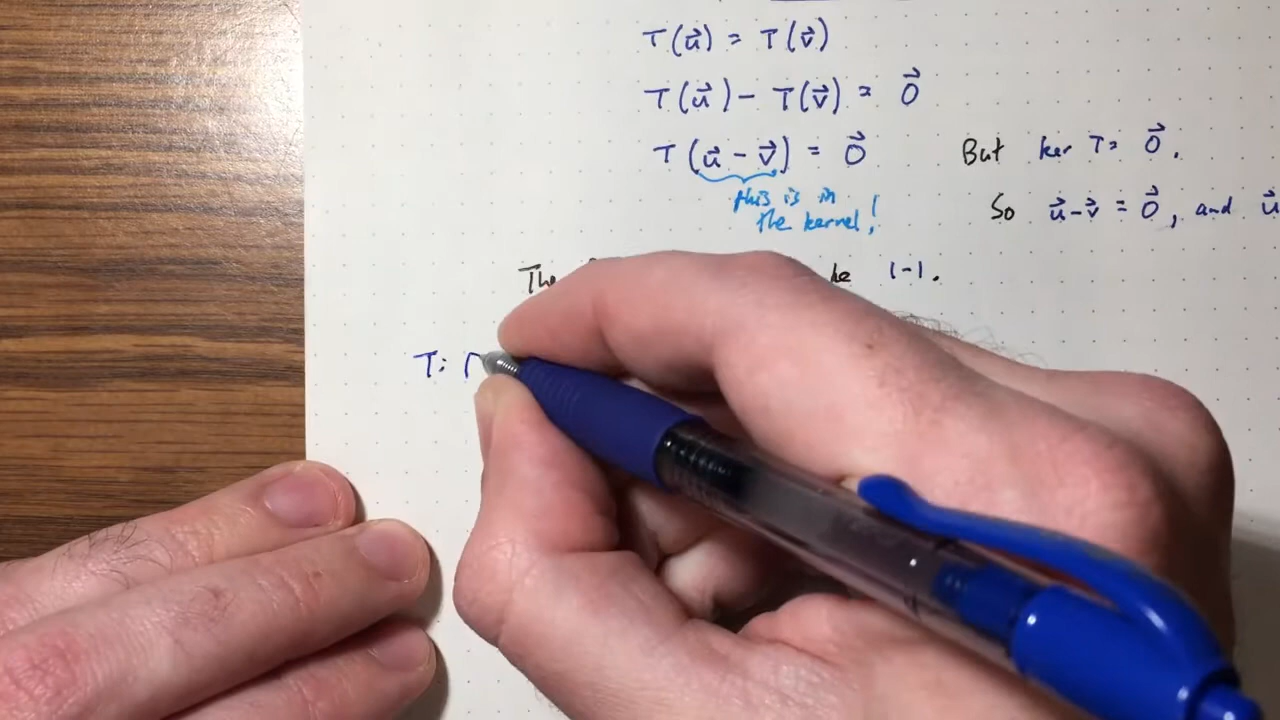 T(u⃗) = T(v⃗)
T(u⃗) - T(v⃗) = 0⃗
T(u⃗ - v⃗) = 0⃗ But ker T = 0⃗.
this is in
the kernel! So u⃗-v⃗ = 0⃗, and u⃗
1-1.
T: